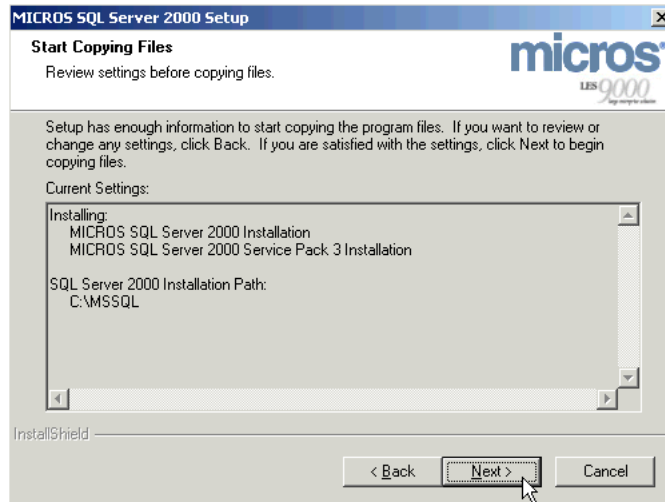 MICROS SQL Server 2000 Setup
Start Copying Files
Review settings before copying files.
micros
LES
9000
Setup has enough information to start copying the program files. If you want to review or
change any settings, click Back. If you are satisfied with the settings, click Next to begin
copying files.
Current Settings:
Installing:
MICROS SQL Server 2000 Installation
MICROS SQL Server 2000 Service Pack 3 Installation
SQL Server 2000 Installation Path:
C:\MSSQL
InstallShield
< Back
Next >
Cancel